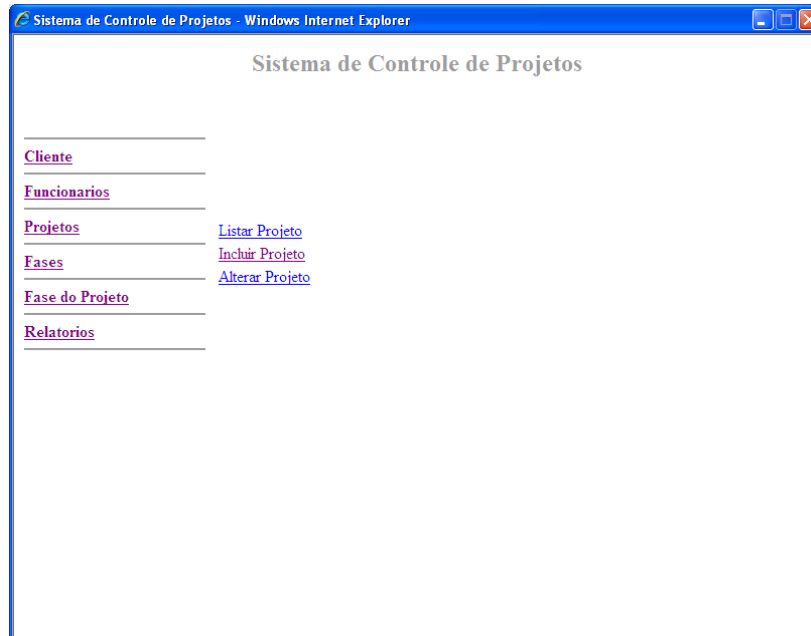 Sistema de Controle de Projetos - Windows Internet Explorer
Sistema de Controle de Projetos
Cliente
Funcionarios
Projetos
Fases
Fase do Projeto
Relatorios
Listar Projeto
Incluir Projeto
Alterar Projeto